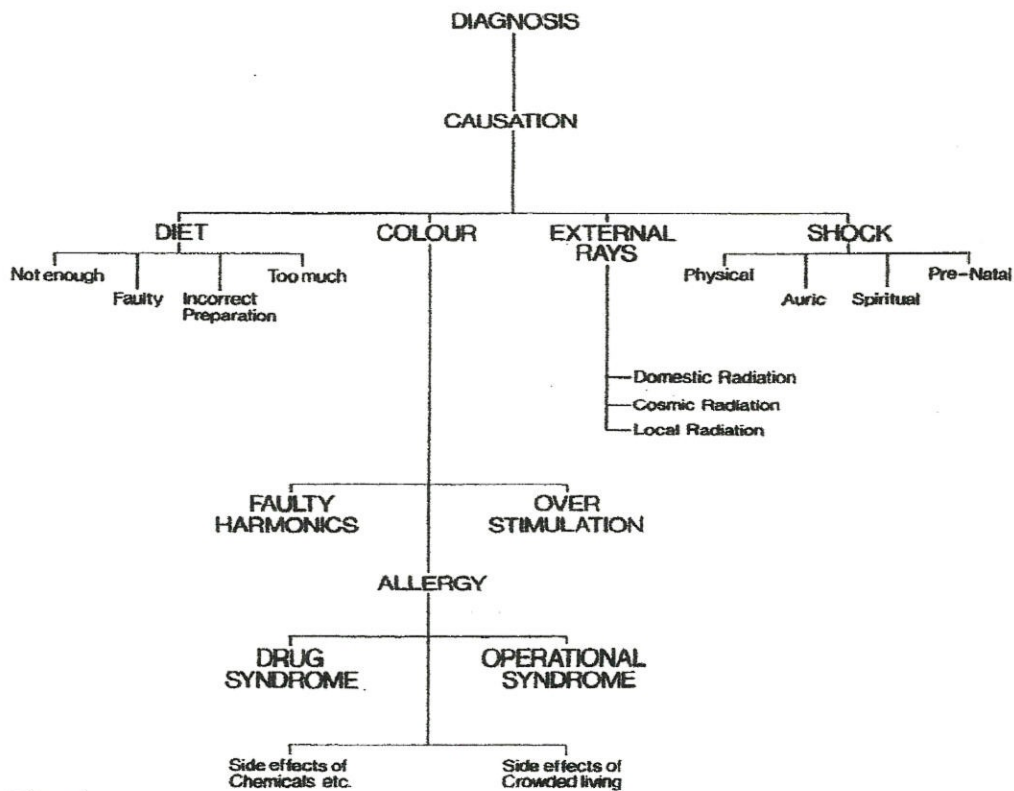 DIAGNOSIS
CAUSATION
DIET
COLOUR
EXTERNAL
RAYS
SHOCK
Not enough
Faulty
Incorrect
Preparation
Too much
Physical
Auric
Spiritual
Pre-Natal
Domestic Radiation
Cosmic Radiation
Local Radiation
FAULTY
HARMONICS
OVER
STIMULATION
ALLERGY
DRUG
SYNDROME
OPERATIONAL
SYNDROME
Side effects of
Chemicals etc.
Side effects of
Crowded living